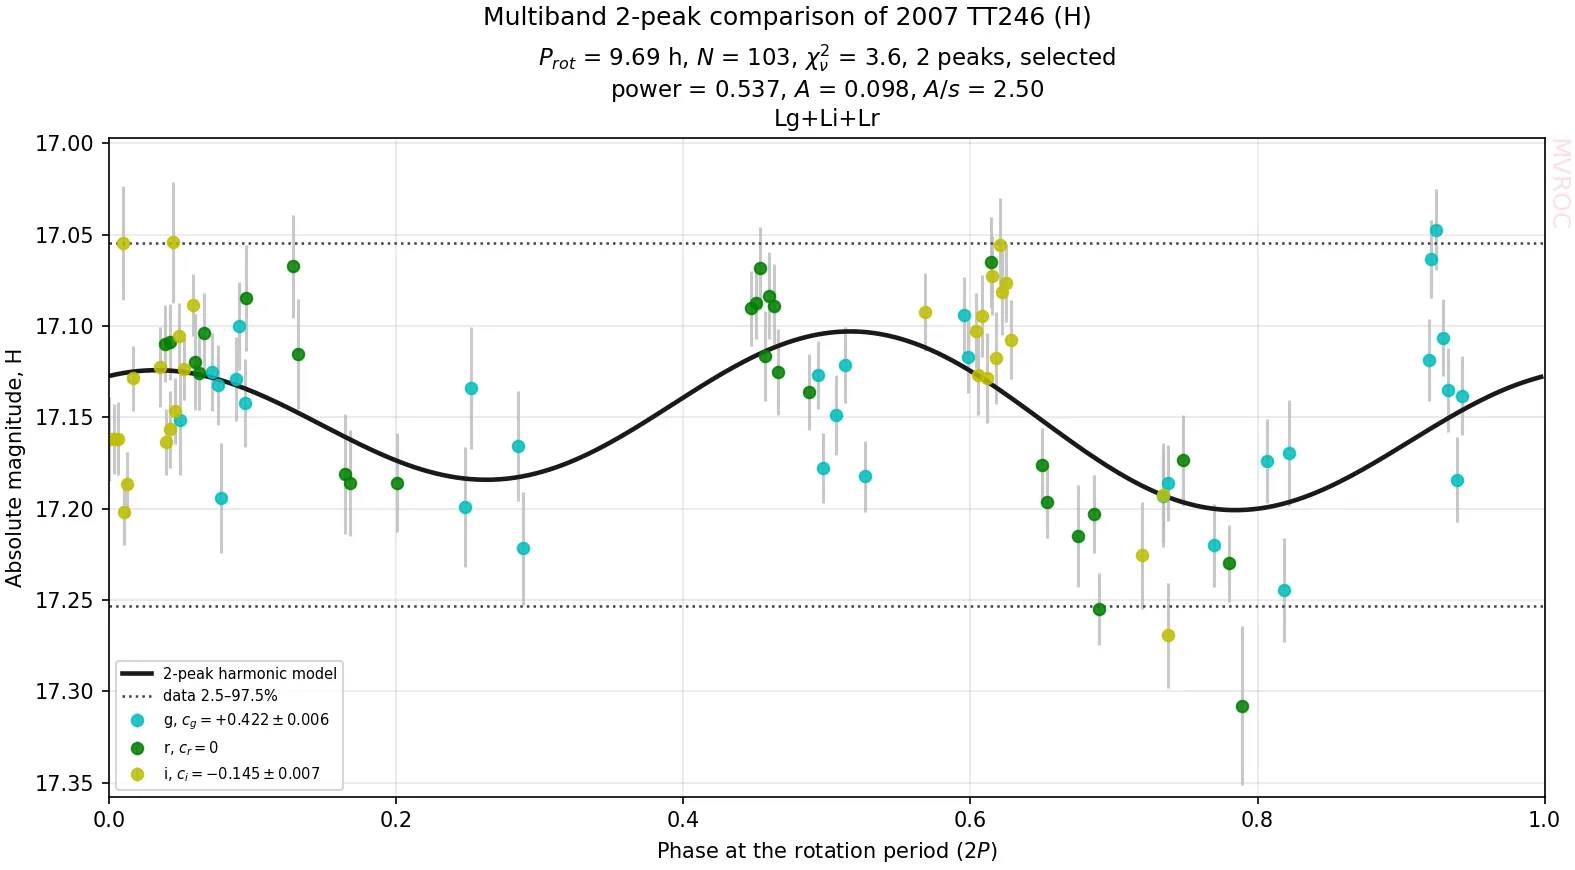 Multiband 2-peak comparison of 2007 TT246 (H)
P_rot = 9.69 h, N = 103, χ²_ν = 3.6, 2 peaks, selected
power = 0.537, A = 0.098, A/s = 2.50
Lg+Li+Lr
MVROC
Absolute magnitude, H
17.00
17.05
17.10
17.15
17.20
17.25
17.30
17.35
2-peak harmonic model
data 2.5–97.5%
g, c_g = +0.422 ± 0.006
r, c_r = 0
i, c_i = −0.145 ± 0.007
0.0 0.2 0.4 0.6 0.8 1.0
Phase at the rotation period (2P)